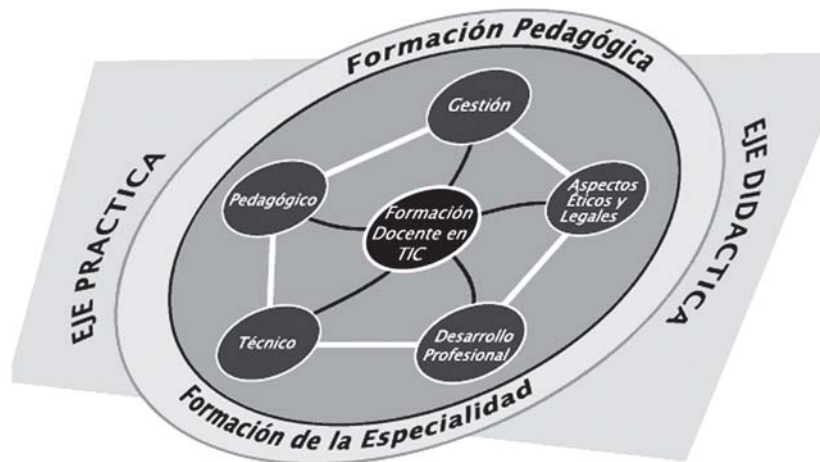 Formación Pedagógica
Gestión
EJE PRACTICA
EJE DIDACTICA
Pedagógico
Aspectos
Éticos y
Legales
Formación
Docente en
TIC
Técnico
Desarrollo
Profesional
Formación de la Especialidad